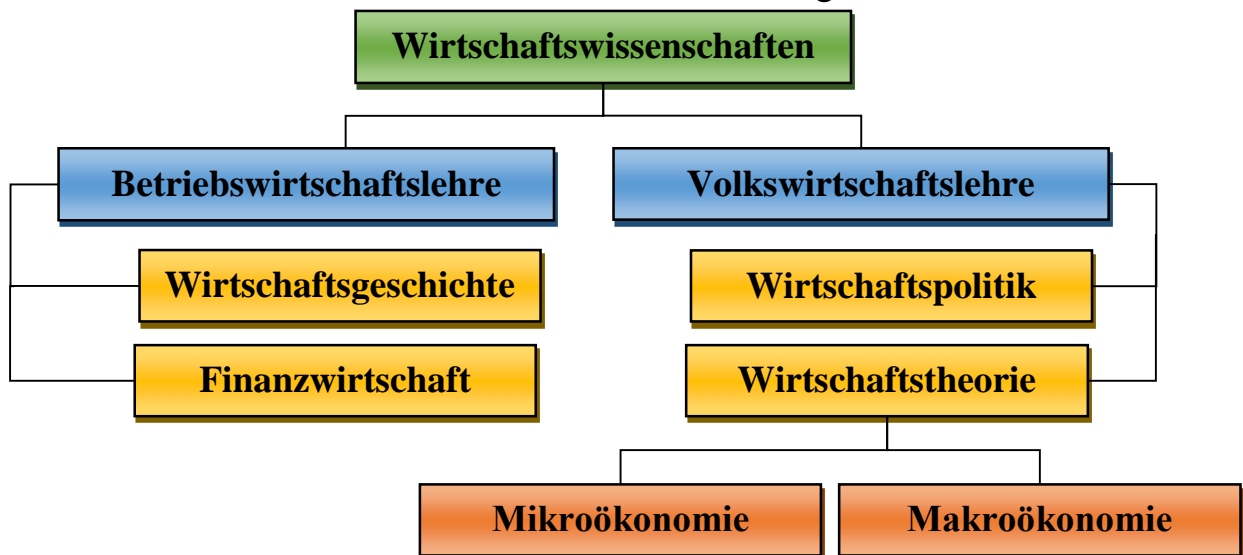 Wirtschaftswissenschaften
Betriebswirtschaftslehre
Volkswirtschaftslehre
Wirtschaftsgeschichte
Wirtschaftspolitik
Finanzwirtschaft
Wirtschaftstheorie
Mikroökonomie
Makroökonomie